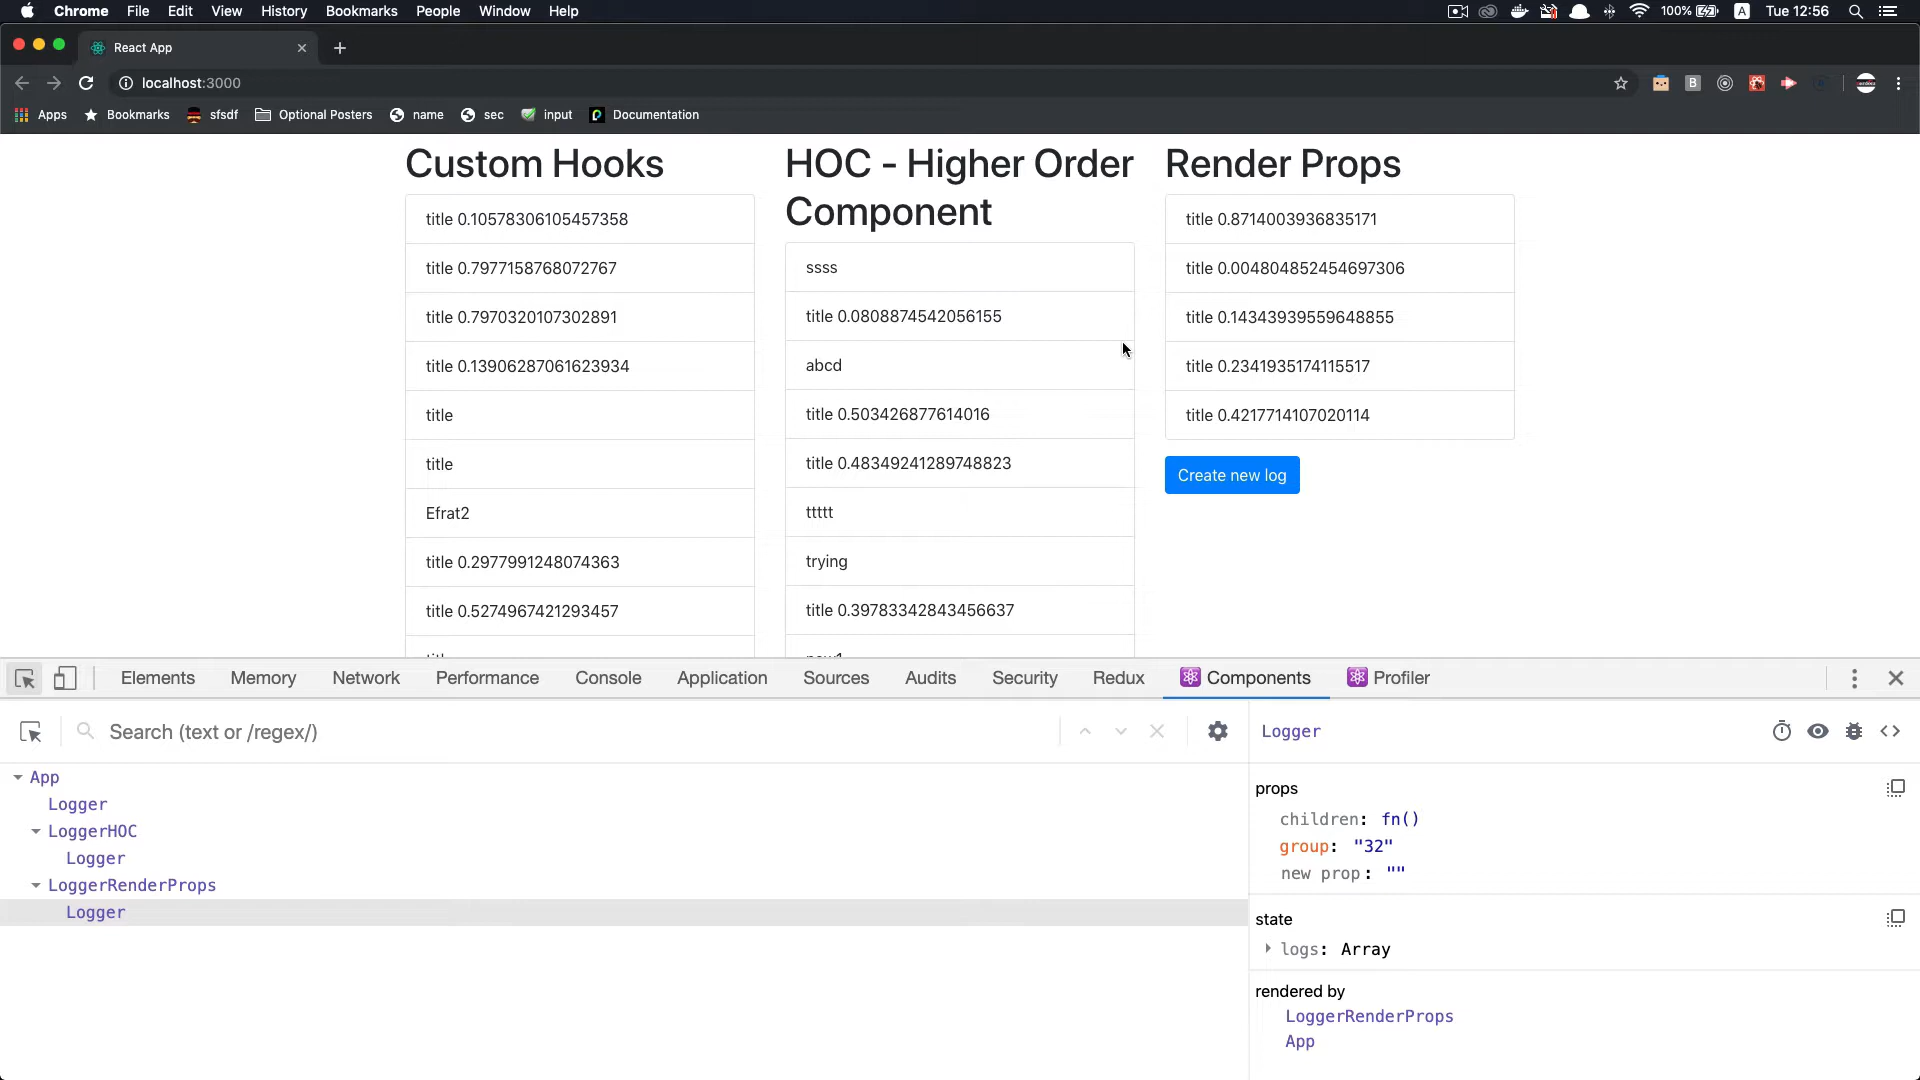 Chrome File Edit View History Bookmarks People Window Help 100% A Tue 12:56
React App
localhost:3000
Apps Bookmarks sfsdf Optional Posters name sec input Documentation
Custom Hooks
title 0.10578306105457358
title 0.7977158768072767
title 0.7970320107302891
title 0.13906287061623934
title
title
Efrat2
title 0.2977991248074363
title 0.5274967421293457
HOC - Higher Order
Component
ssss
title 0.0808874542056155
abcd
title 0.503426877614016
title 0.48349241289748823
ttttt
trying
title 0.39783342843456637
Render Props
title 0.8714003936835171
title 0.004804852454697306
title 0.14343939559648855
title 0.2341935174115517
title 0.4217714107020114
Create new log
Elements Memory Network Performance Console Application Sources Audits Security Redux Components Profiler
Search (text or /regex/)
App
Logger
LoggerHOC
Logger
LoggerRenderProps
Logger
Logger
props
children: fn()
group: "32"
new prop: ""
state
logs: Array
rendered by
LoggerRenderProps
App